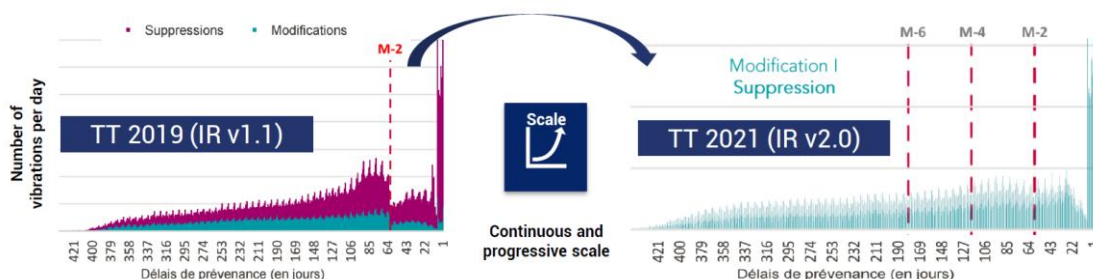 Suppressions Modifications
M-2
Number of
vibrations per day
TT 2019 (IR v1.1)
421 400 379 358 337 316 295 274 253 232 211 190 169 148 127 106 85 64 43 22 1
Délais de prévenance (en jours)
Scale
Continuous and
progressive scale
M-6 M-4 M-2
Modification I
Suppression
TT 2021 (IR v2.0)
421 400 379 358 337 316 295 274 253 232 211 190 169 148 127 106 85 64 43 22 1
Délais de prévenance (en jours)